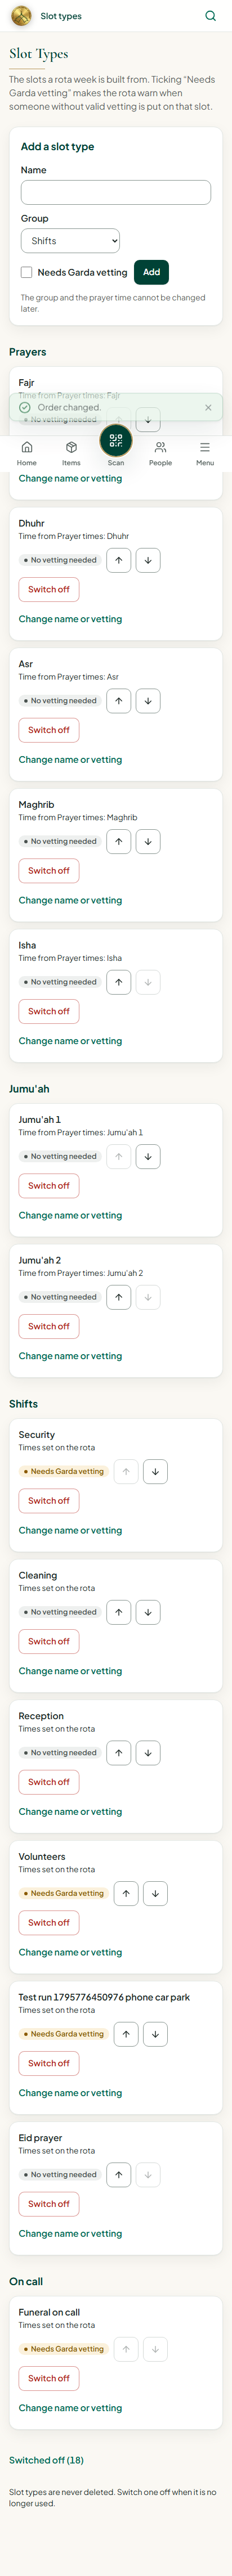 Slot types
Slot Types
The slots a rota week is built from. Ticking “Needs
Garda vetting” makes the rota warn when
someone without valid vetting is put on that slot.
Add a slot type
Name
Group
Shifts
Needs Garda vetting
Add
The group and the prayer time cannot be changed
later.
Prayers
Fajr
Time from Prayer times: Fajr
Order changed.
No vetting needed
Home
Items
Scan
People
Menu
Change name or vetting
Dhuhr
Time from Prayer times: Dhuhr
No vetting needed
Switch off
Change name or vetting
Asr
Time from Prayer times: Asr
No vetting needed
Switch off
Change name or vetting
Maghrib
Time from Prayer times: Maghrib
No vetting needed
Switch off
Change name or vetting
Isha
Time from Prayer times: Isha
No vetting needed
Switch off
Change name or vetting
Jumu'ah
Jumu'ah 1
Time from Prayer times: Jumu'ah 1
No vetting needed
Switch off
Change name or vetting
Jumu'ah 2
Time from Prayer times: Jumu'ah 2
No vetting needed
Switch off
Change name or vetting
Shifts
Security
Times set on the rota
Needs Garda vetting
Switch off
Change name or vetting
Cleaning
Times set on the rota
No vetting needed
Switch off
Change name or vetting
Reception
Times set on the rota
No vetting needed
Switch off
Change name or vetting
Volunteers
Times set on the rota
Needs Garda vetting
Switch off
Change name or vetting
Test run 1795776450976 phone car park
Times set on the rota
Needs Garda vetting
Switch off
Change name or vetting
Eid prayer
Times set on the rota
No vetting needed
Switch off
Change name or vetting
On call
Funeral on call
Times set on the rota
Needs Garda vetting
Switch off
Change name or vetting
Switched off (18)
Slot types are never deleted. Switch one off when it is no
longer used.